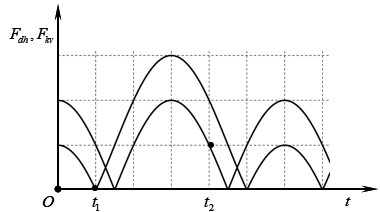 F_dh, F_kv
O t_1 t_2 t